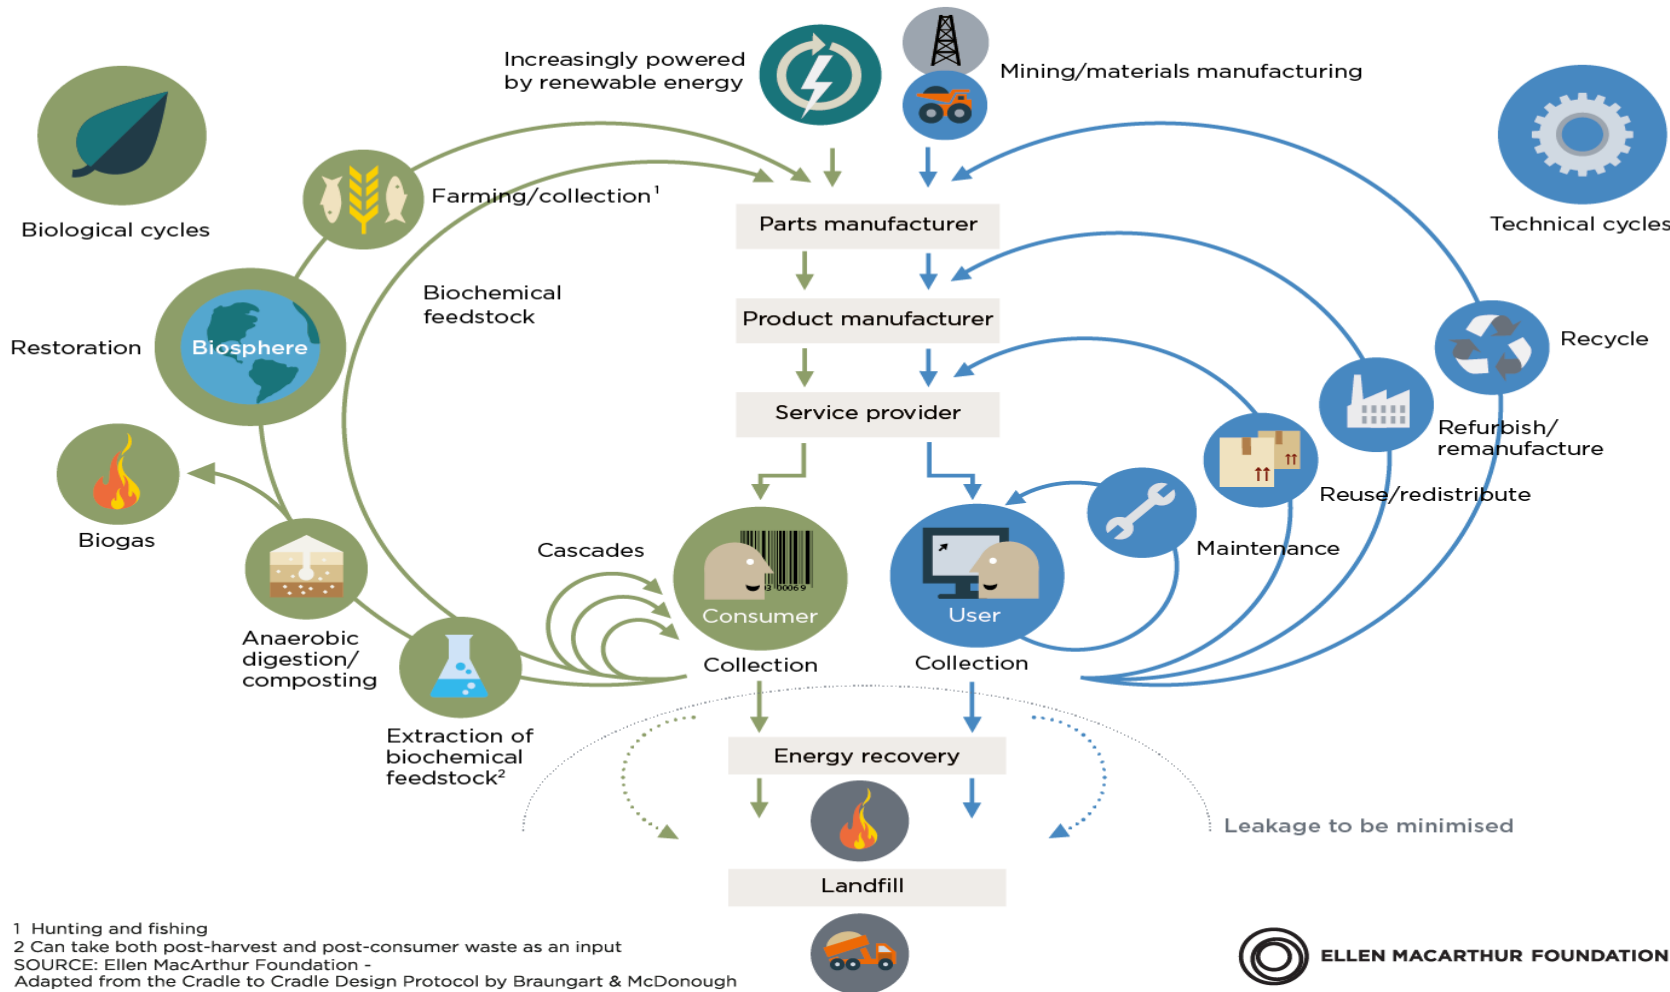 Increasingly powered
by renewable energy
Mining/materials manufacturing
Biological cycles
Farming/collection¹
Parts manufacturer
Technical cycles
Biochemical
feedstock
Product manufacturer
Restoration
Biosphere
Recycle
Service provider
Refurbish/
remanufacture
Reuse/redistribute
Biogas
Cascades
Maintenance
3 00069
Consumer
User
Anaerobic
digestion/
composting
Collection
Collection
Extraction of
biochemical
feedstock²
Energy recovery
Leakage to be minimised
Landfill
1 Hunting and fishing
2 Can take both post-harvest and post-consumer waste as an input
SOURCE: Ellen MacArthur Foundation -
Adapted from the Cradle to Cradle Design Protocol by Braungart & McDonough
ELLEN MACARTHUR FOUNDATION